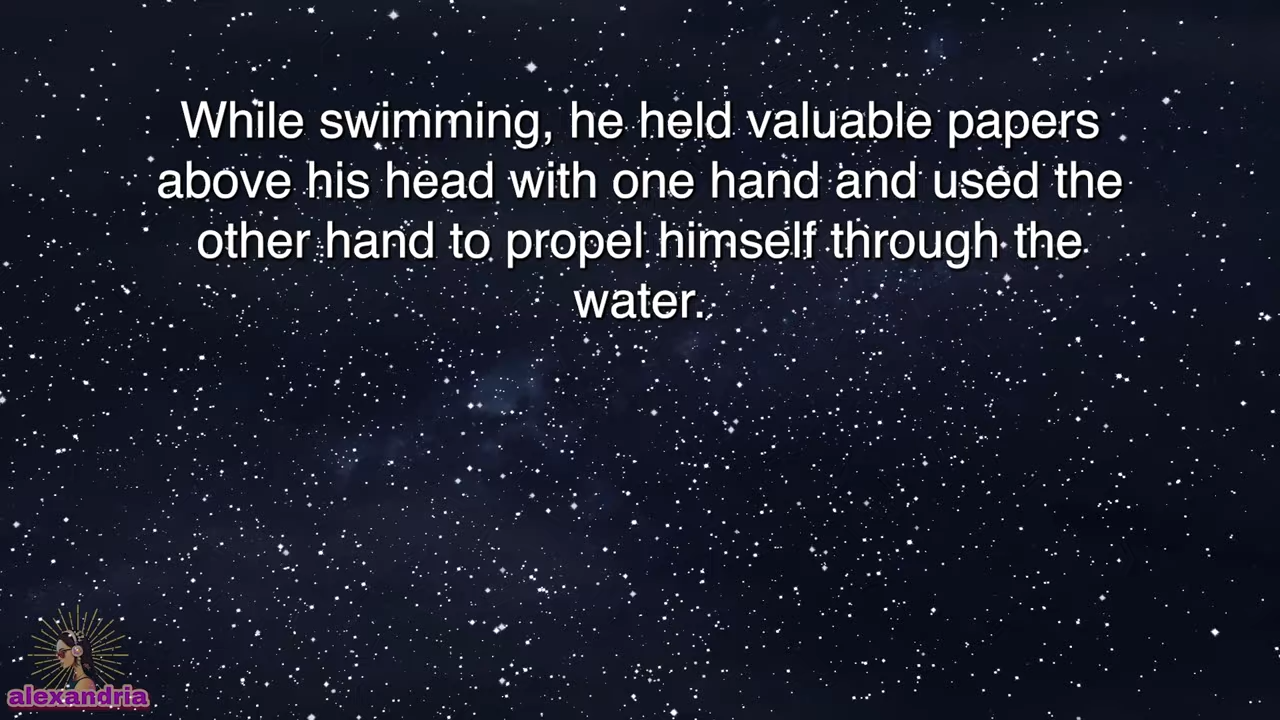 While swimming, he held valuable papers
above his head with one hand and used the
other hand to propel himself through the
water.
alexandria